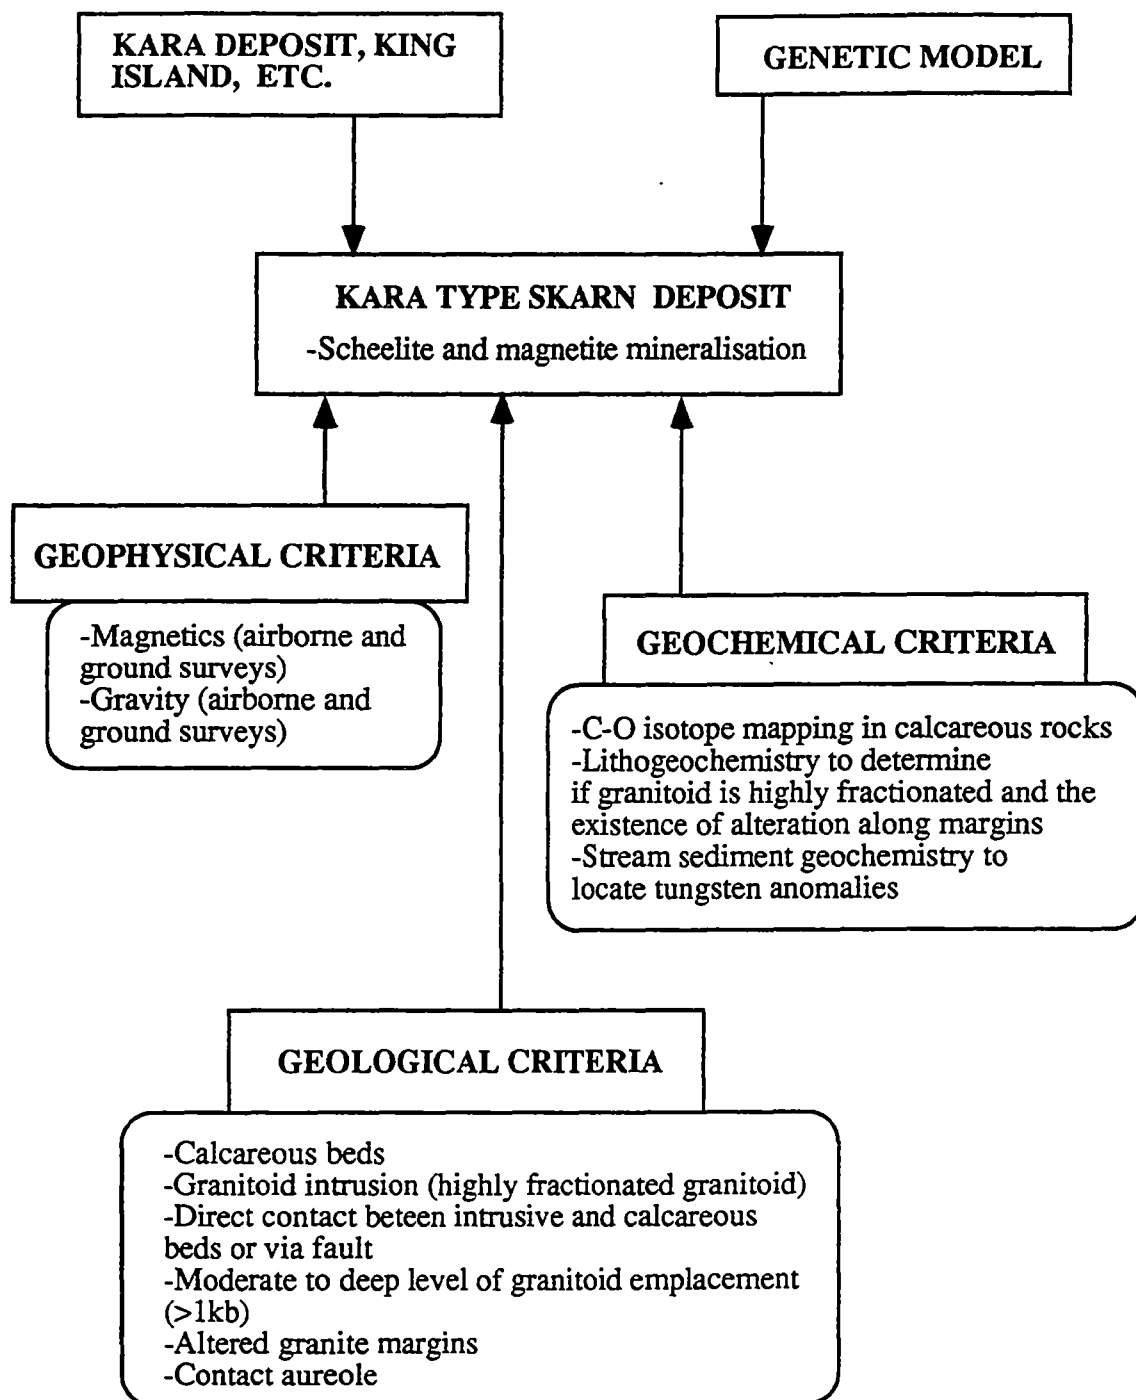 KARA DEPOSIT, KING
ISLAND, ETC.
GENETIC MODEL
KARA TYPE SKARN DEPOSIT
-Scheelite and magnetite mineralisation
GEOPHYSICAL CRITERIA
-Magnetics (airborne and
ground surveys)
-Gravity (airborne and
ground surveys)
GEOCHEMICAL CRITERIA
-C-O isotope mapping in calcareous rocks
-Lithogeochemistry to determine
if granitoid is highly fractionated and the
existence of alteration along margins
-Stream sediment geochemistry to
locate tungsten anomalies
GEOLOGICAL CRITERIA
-Calcareous beds
-Granitoid intrusion (highly fractionated granitoid)
-Direct contact beteen intrusive and calcareous
beds or via fault
-Moderate to deep level of granitoid emplacement
(>1kb)
-Altered granite margins
-Contact aureole